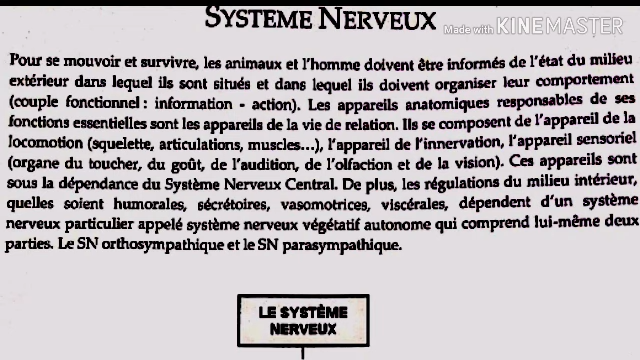 SYSTEME NERVEUX
Made with KINEMASTER
Pour se mouvoir et survivre, les animaux et l'homme doivent être informés de l'état du milieu
extérieur dans lequel ils sont situés et dans lequel ils doivent organiser leur comportement
(couple fonctionnel : information - action). Les appareils anatomiques responsables de ses
fonctions essentielles sont les appareils de la vie de relation. Ils se composent de l'appareil de la
locomotion (squelette, articulations, muscles...), l'appareil de l'innervation, l'appareil sensoriel
(organe du toucher, du goût, de l'audition, de l'olfaction et de la vision). Ces appareils sont
sous la dépendance du Système Nerveux Central. De plus, les régulations du milieu intérieur,
quelles soient humorales, sécrétoires, vasomotrices, viscérales, dépendent d'un système
nerveux particulier appelé système nerveux végétatif autonome qui comprend lui-même deux
parties. Le SN orthosympathique et le SN parasympathique.
LE SYSTÈME
NERVEUX